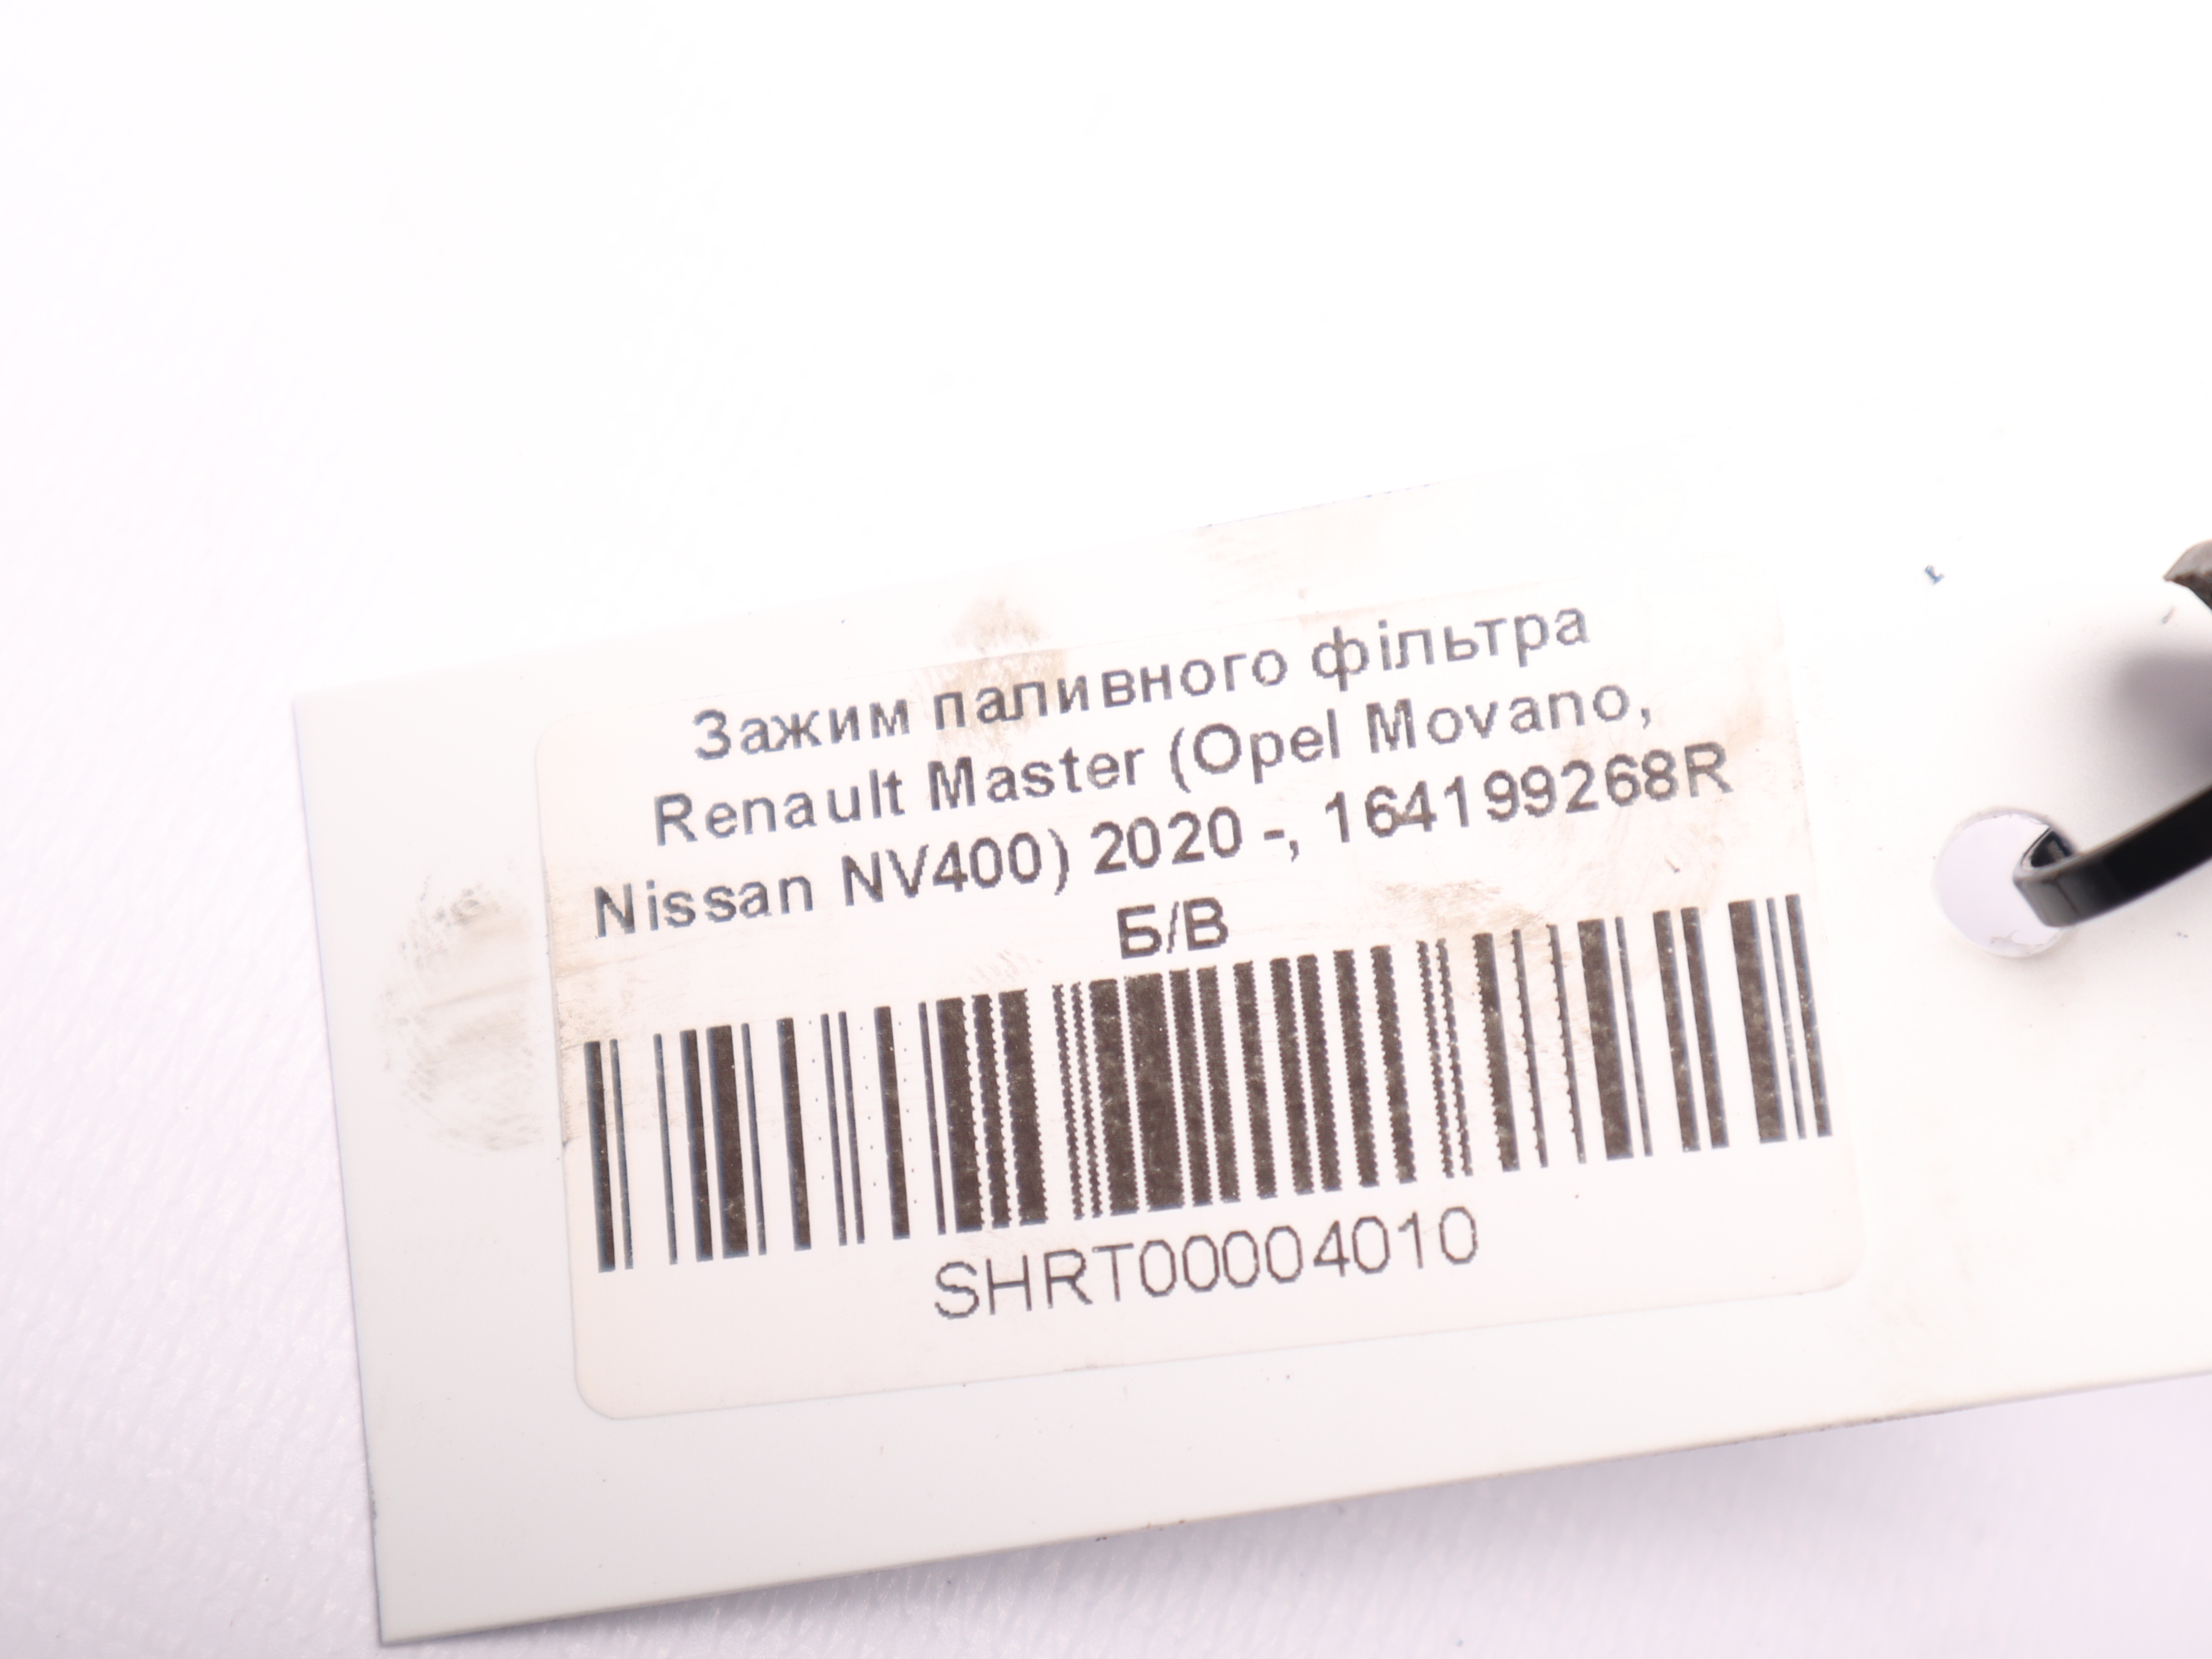 Зажим паливного фільтра
Renault Master (Opel Movano,
Nissan NV400) 2020 -, 164199268R
Б/В
SHRT00004010